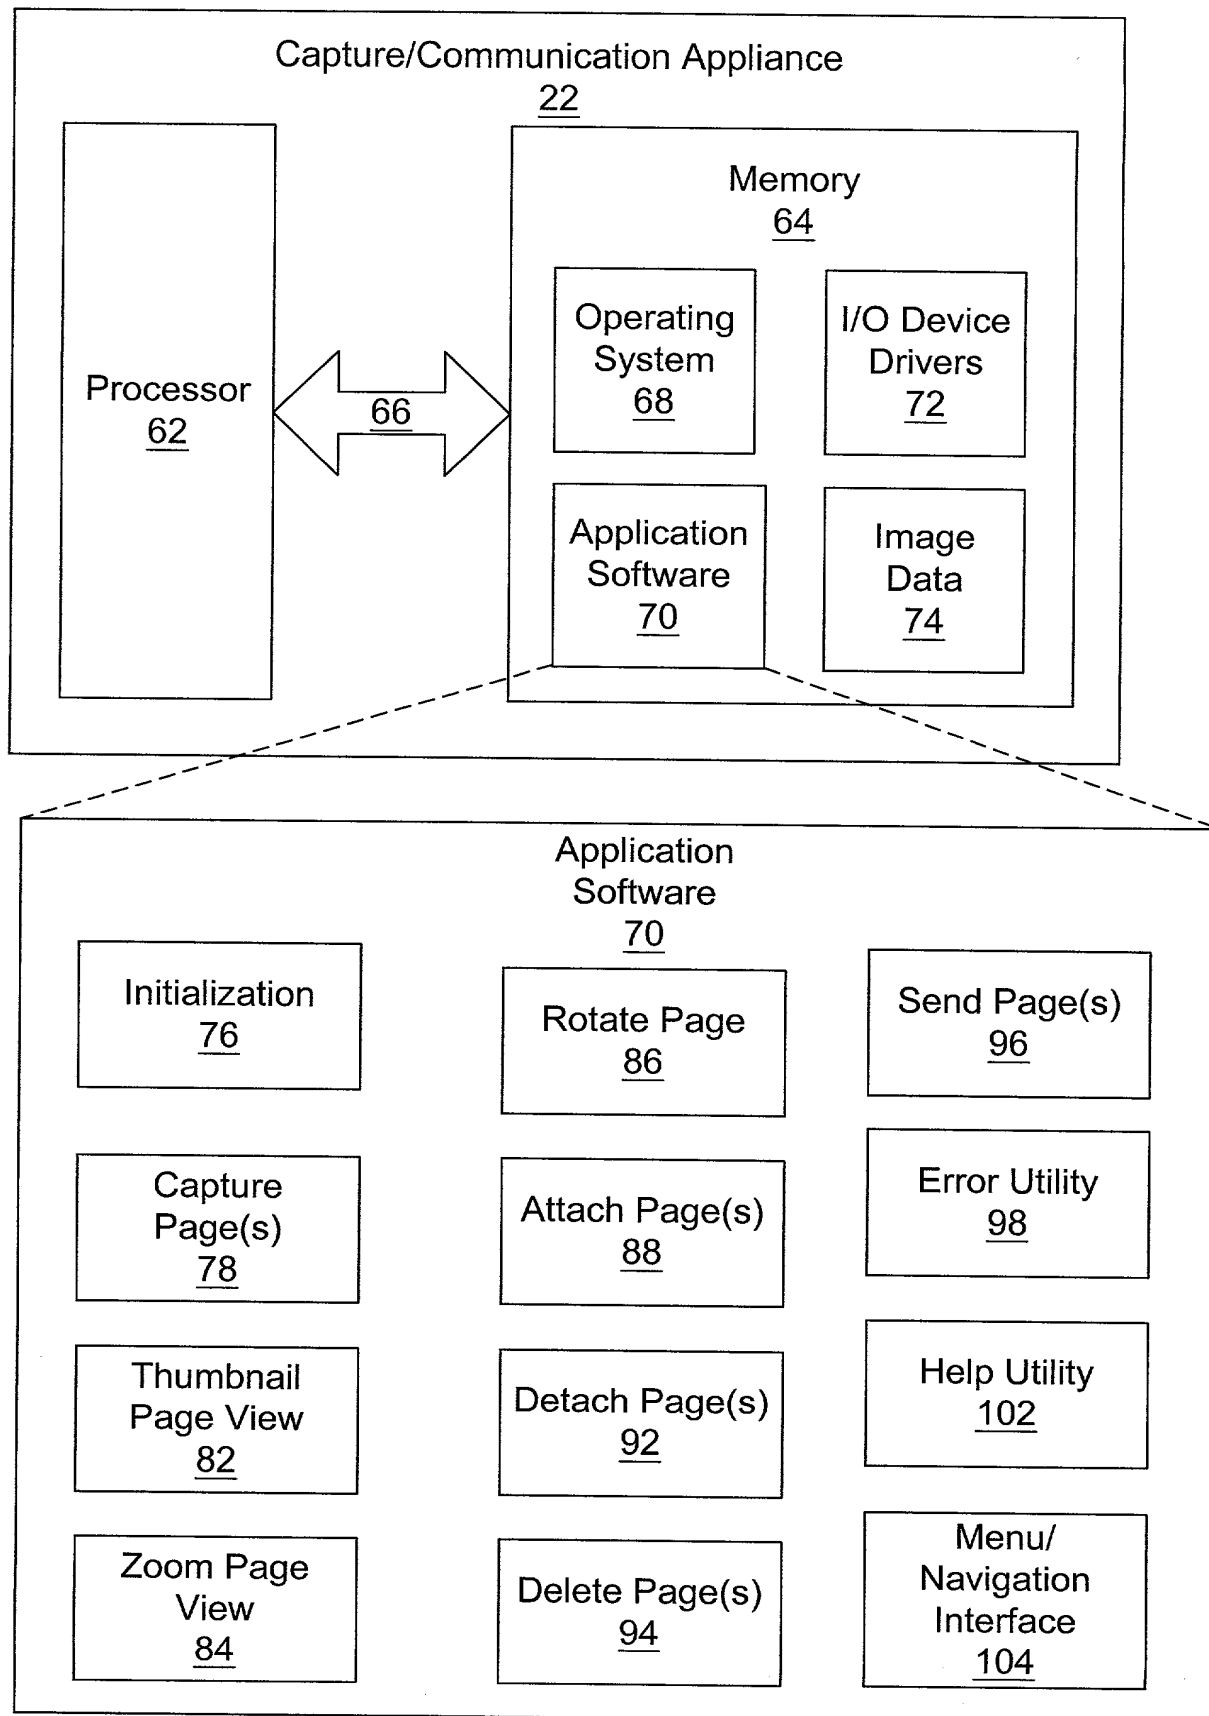 Capture/Communication Appliance
22
Processor
62
66
Memory
64
Operating
System
68
I/O Device
Drivers
72
Application
Software
70
Image
Data
74
Application
Software
70
Initialization
76
Capture
Page(s)
78
Thumbnail
Page View
82
Zoom Page
View
84
Rotate Page
86
Attach Page(s)
88
Detach Page(s)
92
Delete Page(s)
94
Send Page(s)
96
Error Utility
98
Help Utility
102
Menu/
Navigation
Interface
104